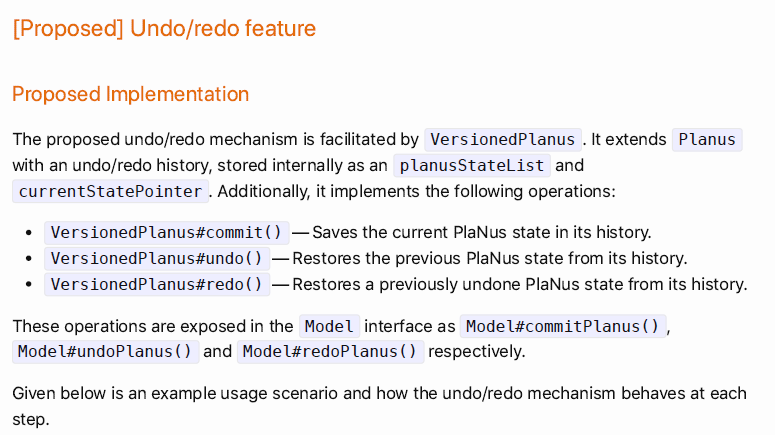 [Proposed] Undo/redo feature
Proposed Implementation
The proposed undo/redo mechanism is facilitated by VersionedPlanus. It extends Planus
with an undo/redo history, stored internally as an planusStateList and
currentStatePointer. Additionally, it implements the following operations:
• VersionedPlanus#commit() — Saves the current PlaNus state in its history.
• VersionedPlanus#undo() — Restores the previous PlaNus state from its history.
• VersionedPlanus#redo() — Restores a previously undone PlaNus state from its history.
These operations are exposed in the Model interface as Model#commitPlanus(),
Model#undoPlanus() and Model#redoPlanus() respectively.
Given below is an example usage scenario and how the undo/redo mechanism behaves at each
step.